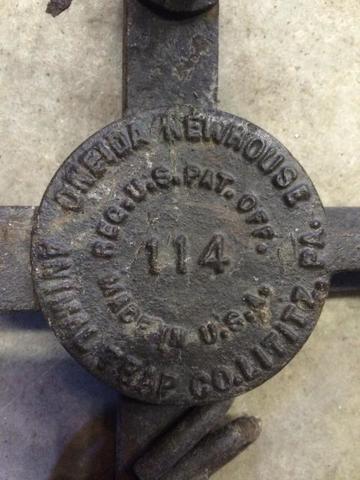 ONEIDA NEWHOUSE
REG. U.S. PAT. OFF.
114
MADE IN U.S.A.
ANIMAL TRAP CO. LITITZ, PA.